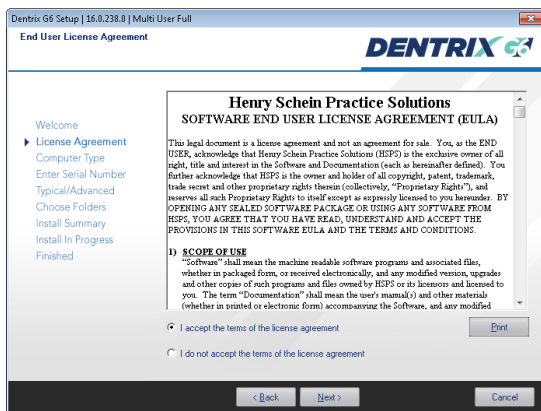 Dentrix G6 Setup | 16.0.238.0 | Multi User Full
End User License Agreement
DENTRIX G6
Welcome
License Agreement
Computer Type
Enter Serial Number
Typical/Advanced
Choose Folders
Install Summary
Install In Progress
Finished
Henry Schein Practice Solutions
SOFTWARE END USER LICENSE AGREEMENT (EULA)
This legal document is a license agreement and not an agreement for sale. You, as the END
USER, acknowledge that Henry Schein Practice Solutions (HSPS) is the exclusive owner of all
right, title and interest in the Software and Documentation (each as hereinafter defined). You
further acknowledge that HSPS is the owner and holder of all copyright, patent, trademark,
trade secret and other proprietary rights therein (collectively, “Proprietary Rights”), and
reserves all such Proprietary Rights to itself except as expressly licensed to you hereunder. BY
OPENING ANY SEALED SOFTWARE PACKAGE OR USING ANY SOFTWARE FROM
HSPS, YOU AGREE THAT YOU HAVE READ, UNDERSTAND AND ACCEPT THE
PROVISIONS IN THIS SOFTWARE EULA AND THE TERMS AND CONDITIONS.
1) SCOPE OF USE
“Software” shall mean the machine readable software programs and associated files,
whether in packaged form, or received electronically, and any modified version, upgrades
and other copies of such programs and files owned by HSPS or its licensors and licensed to
you. The term “Documentation” shall mean the user's manual(s) and other materials
(whether in printed or electronic form) accompanying the Software, and any modified
I accept the terms of the license agreement
Print
I do not accept the terms of the license agreement
< Back
Next >
Cancel